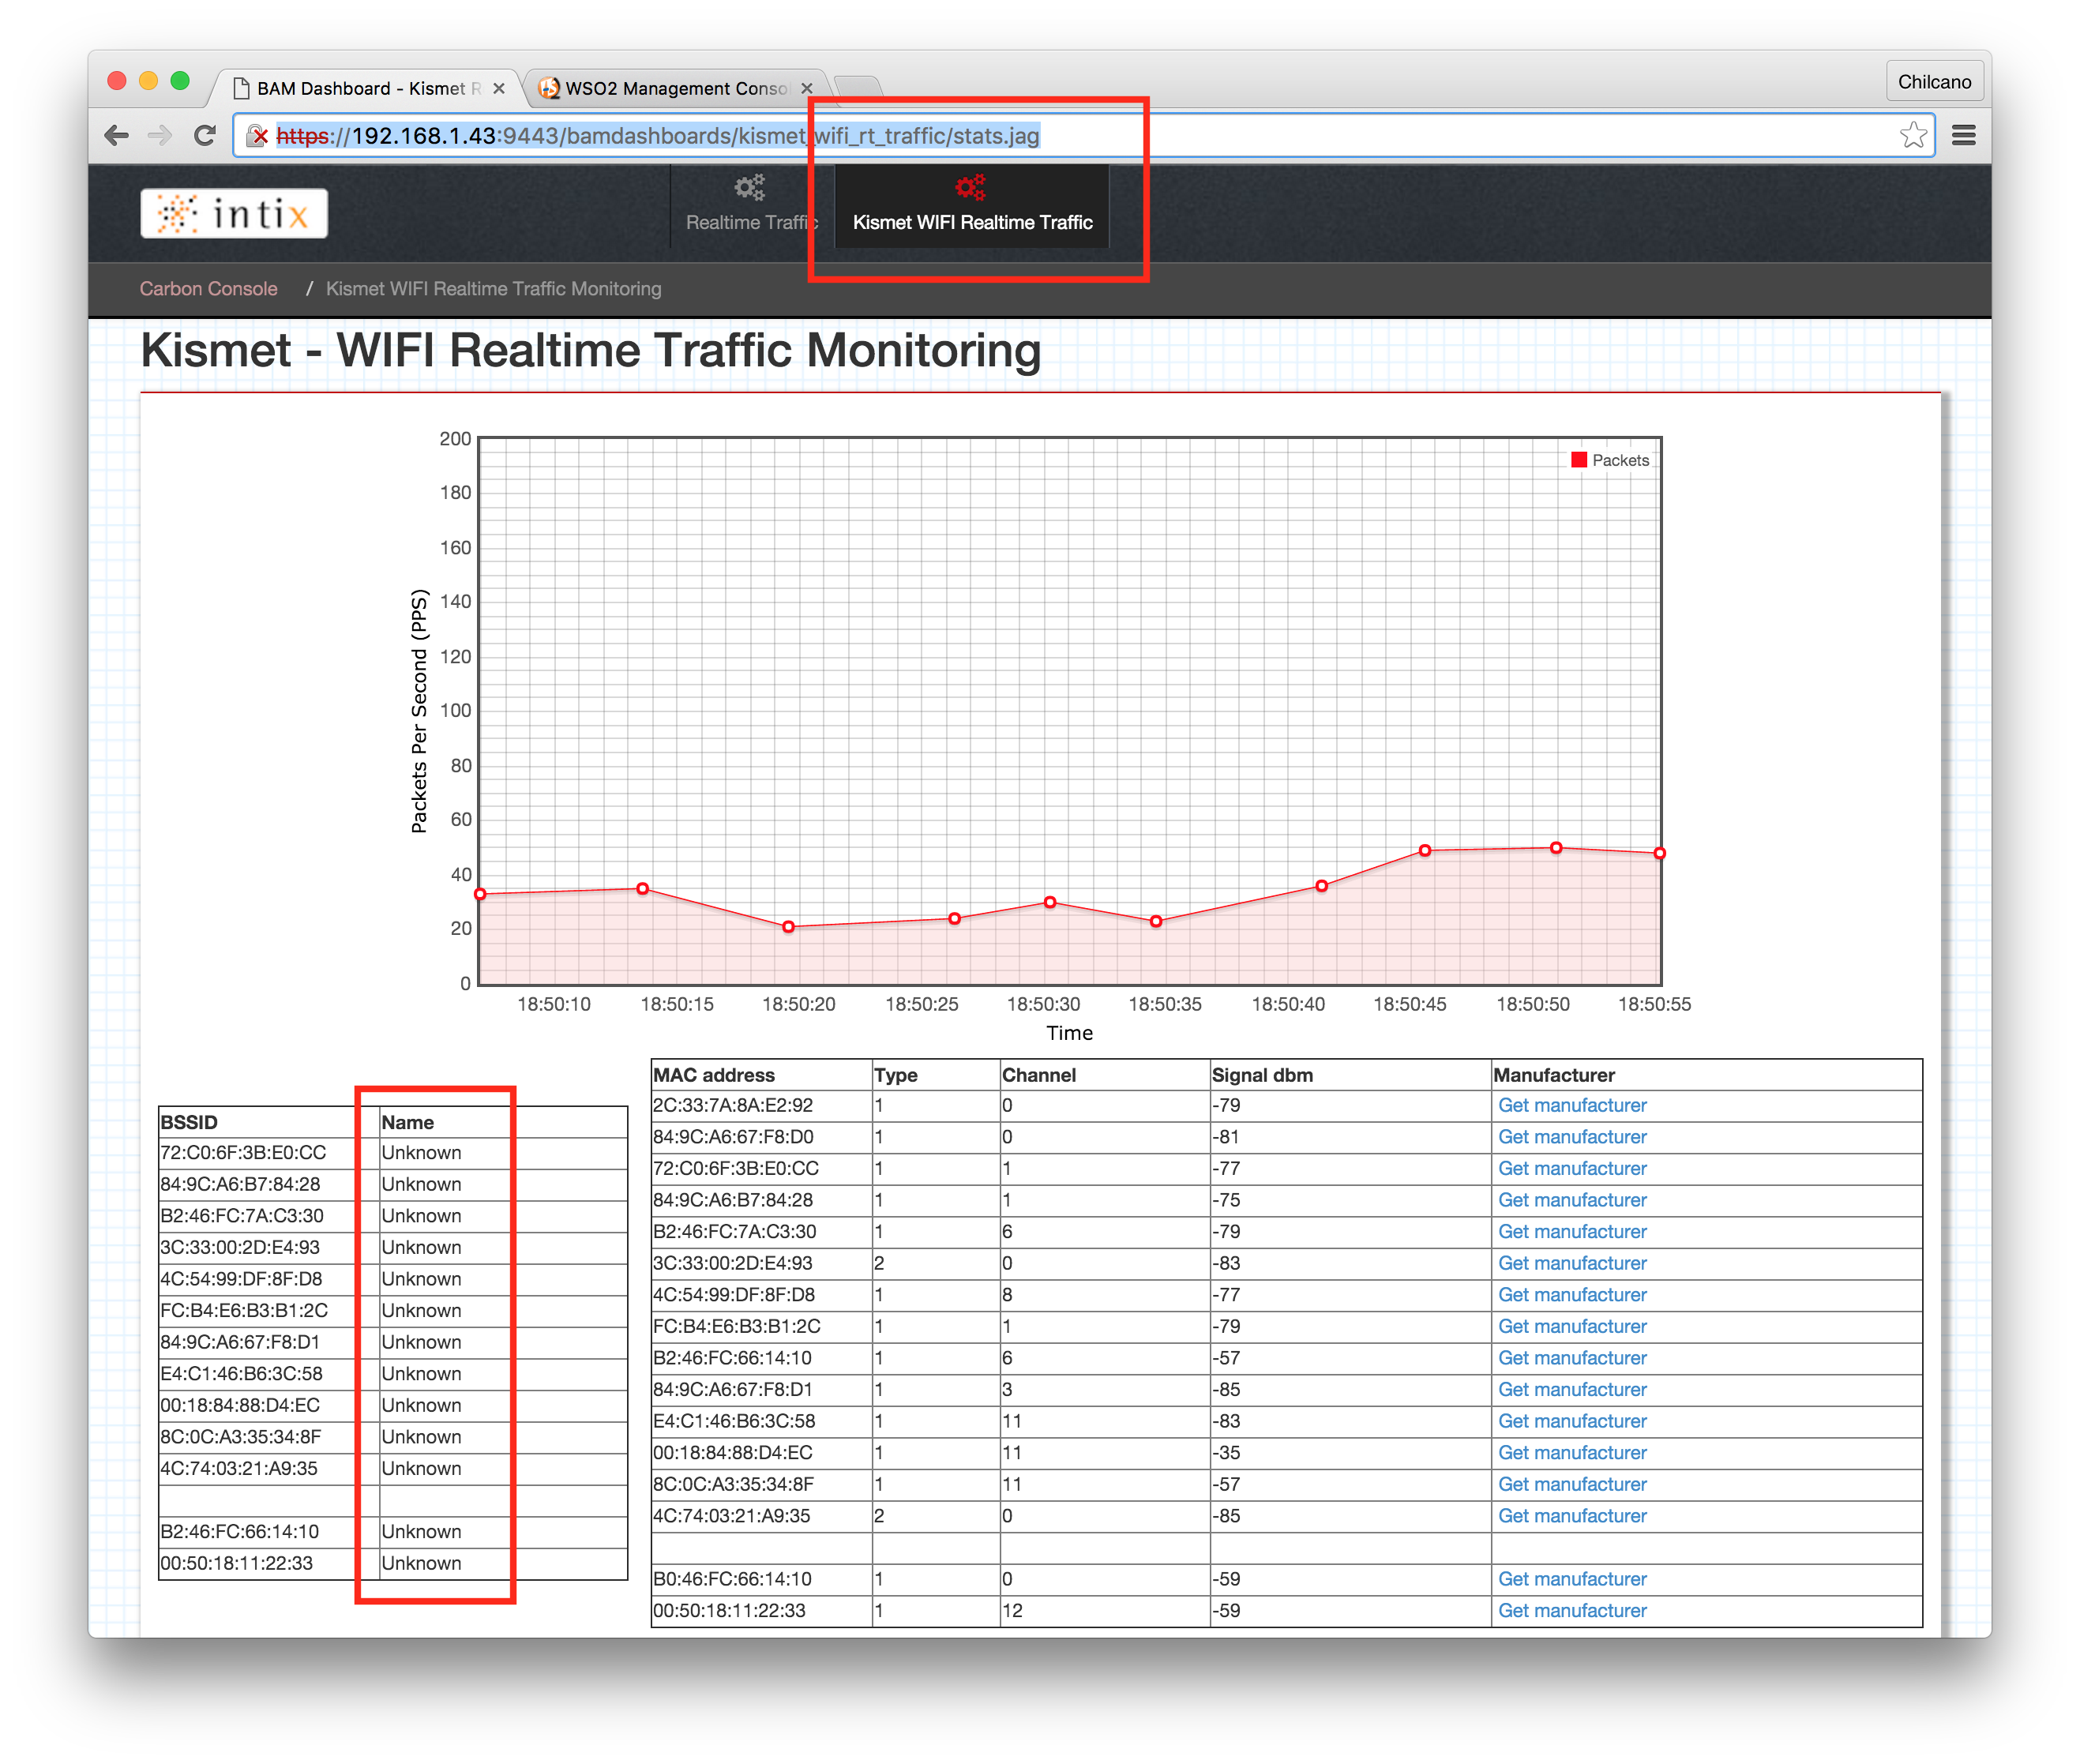 BAM Dashboard - Kismet R
WSO2 Management Consol
Chilcano
https://192.168.1.43:9443/bamdashboards/kismet_wifi_rt_traffic/stats.jag
intix
Realtime Traffic
Kismet WIFI Realtime Traffic
Carbon Console / Kismet WIFI Realtime Traffic Monitoring
Kismet - WIFI Realtime Traffic Monitoring
200
180
160
140
120
100
80
60
40
20
0
Packets Per Second (PPS)
Packets
18:50:10 18:50:15 18:50:20 18:50:25 18:50:30 18:50:35 18:50:40 18:50:45 18:50:50 18:50:55
Time
BSSID Name
72:C0:6F:3B:E0:CC Unknown
84:9C:A6:B7:84:28 Unknown
B2:46:FC:7A:C3:30 Unknown
3C:33:00:2D:E4:93 Unknown
4C:54:99:DF:8F:D8 Unknown
FC:B4:E6:B3:B1:2C Unknown
84:9C:A6:67:F8:D1 Unknown
E4:C1:46:B6:3C:58 Unknown
00:18:84:88:D4:EC Unknown
8C:0C:A3:35:34:8F Unknown
4C:74:03:21:A9:35 Unknown
B2:46:FC:66:14:10 Unknown
00:50:18:11:22:33 Unknown
MAC address Type Channel Signal dbm Manufacturer
2C:33:7A:8A:E2:92 1 0 -79 Get manufacturer
84:9C:A6:67:F8:D0 1 0 -81 Get manufacturer
72:C0:6F:3B:E0:CC 1 1 -77 Get manufacturer
84:9C:A6:B7:84:28 1 1 -75 Get manufacturer
B2:46:FC:7A:C3:30 1 6 -79 Get manufacturer
3C:33:00:2D:E4:93 2 0 -83 Get manufacturer
4C:54:99:DF:8F:D8 1 8 -77 Get manufacturer
FC:B4:E6:B3:B1:2C 1 1 -79 Get manufacturer
B2:46:FC:66:14:10 1 6 -57 Get manufacturer
84:9C:A6:67:F8:D1 1 3 -85 Get manufacturer
E4:C1:46:B6:3C:58 1 11 -83 Get manufacturer
00:18:84:88:D4:EC 1 11 -35 Get manufacturer
8C:0C:A3:35:34:8F 1 11 -57 Get manufacturer
4C:74:03:21:A9:35 2 0 -85 Get manufacturer
B0:46:FC:66:14:10 1 0 -59 Get manufacturer
00:50:18:11:22:33 1 12 -59 Get manufacturer